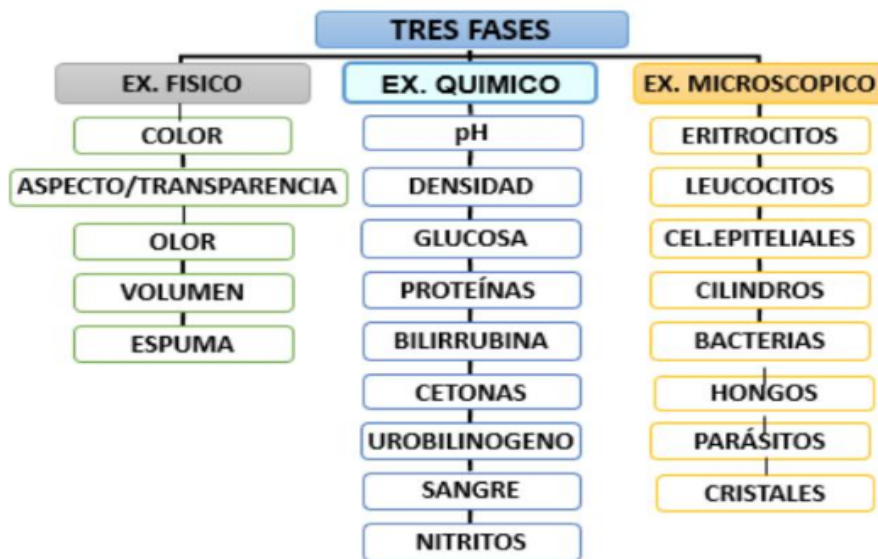 TRES FASES
EX. FISICO
COLOR
ASPECTO/TRANSPARENCIA
OLOR
VOLUMEN
ESPUMA
EX. QUIMICO
pH
DENSIDAD
GLUCOSA
PROTEÍNAS
BILIRRUBINA
CETONAS
UROBILINOGENO
SANGRE
NITRITOS
EX. MICROSCOPICO
ERITROCITOS
LEUCOCITOS
CEL.EPITELIALES
CILINDROS
BACTERIAS
HONGOS
PARÁSITOS
CRISTALES